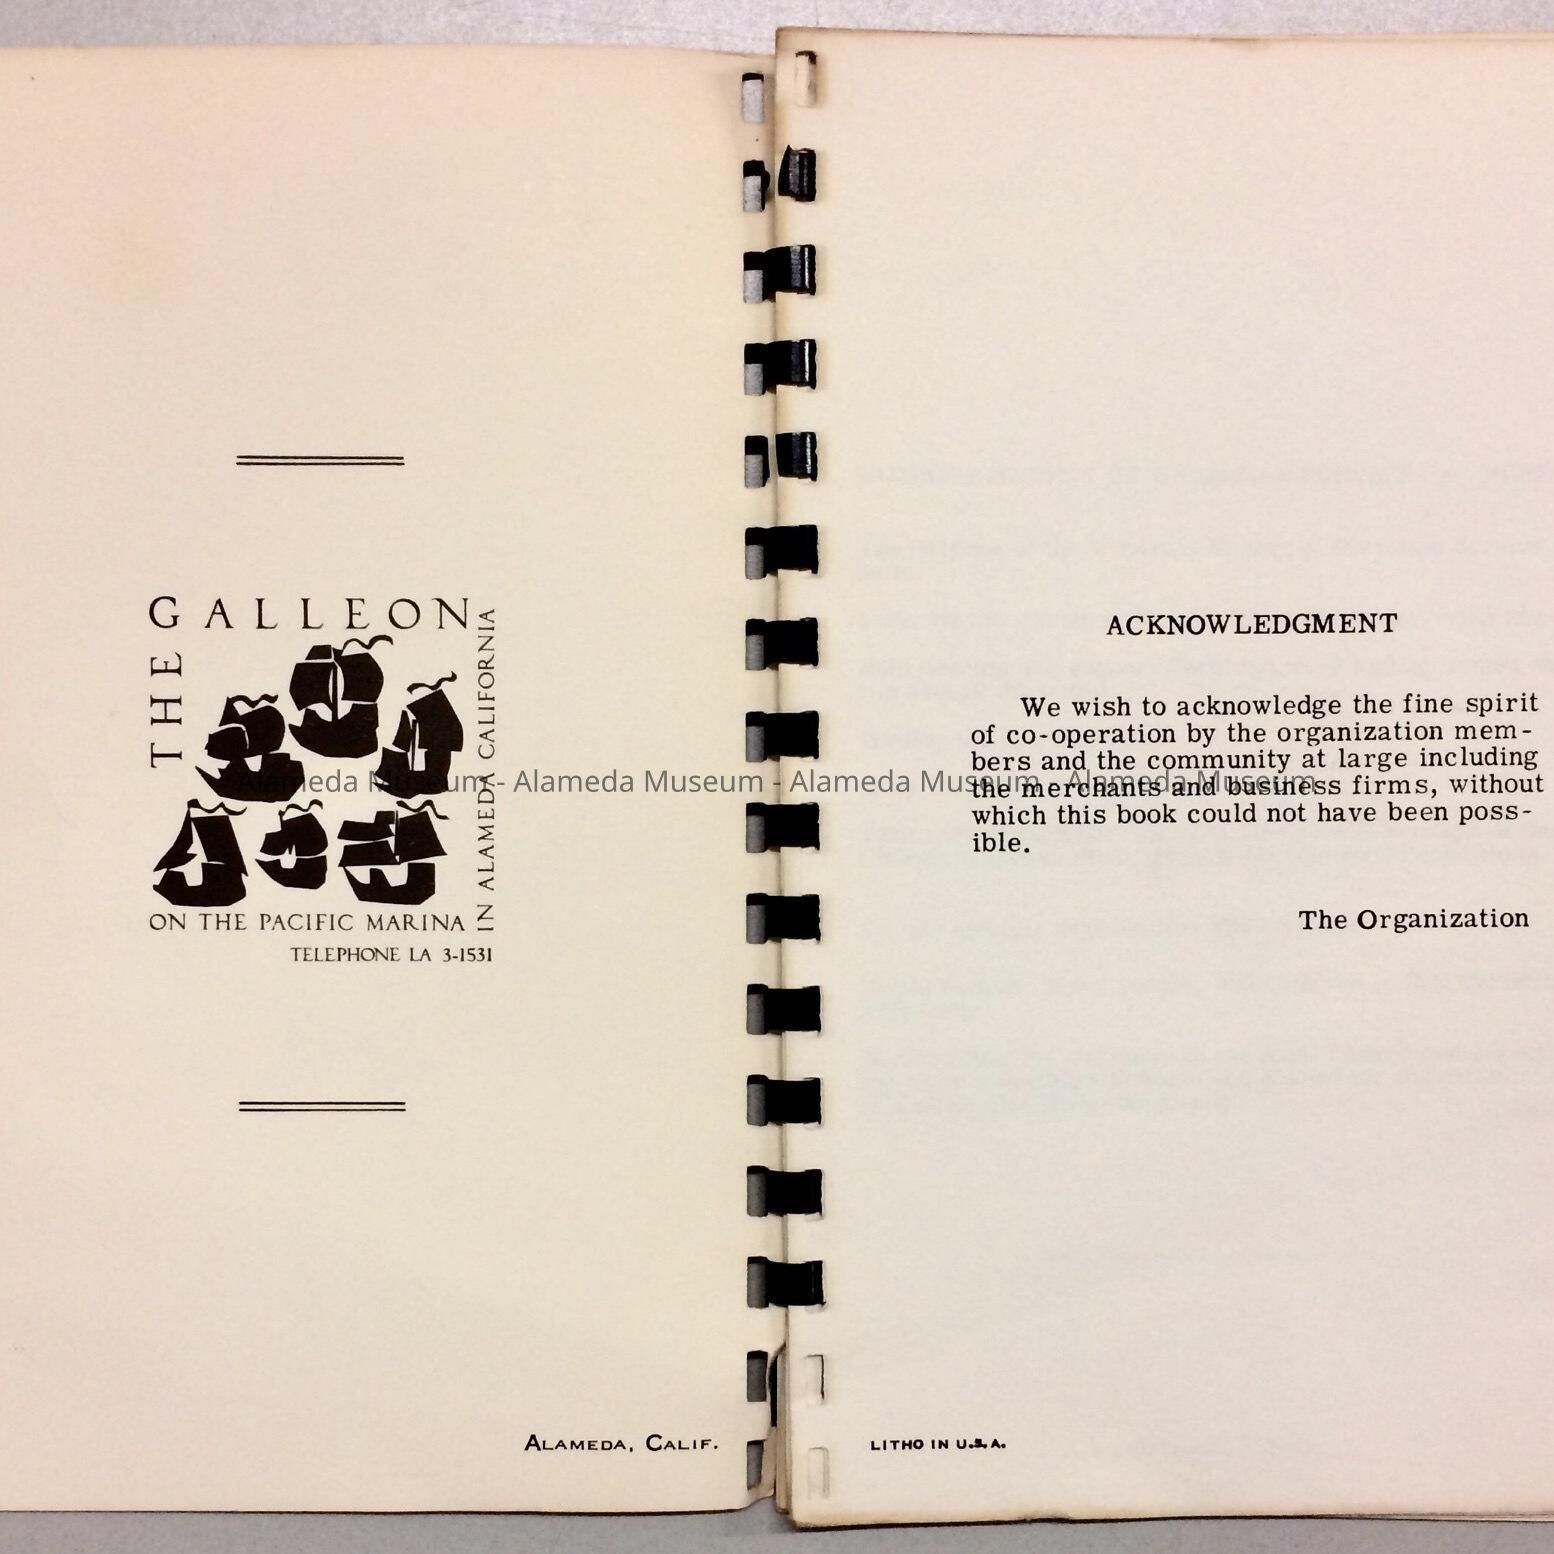 THE GALLEON
IN ALAMEDA CALIFORNIA
ON THE PACIFIC MARINA
TELEPHONE LA 3-1531
ALAMEDA, CALIF.
ACKNOWLEDGMENT
We wish to acknowledge the fine spirit
of co-operation by the organization mem-
bers and the community at large including
the merchants and business firms, without
which this book could not have been poss-
ible.
The Organization
LITHO IN U.S.A.
Alameda Museum - Alameda Museum - Alameda Museum - Alameda Museum